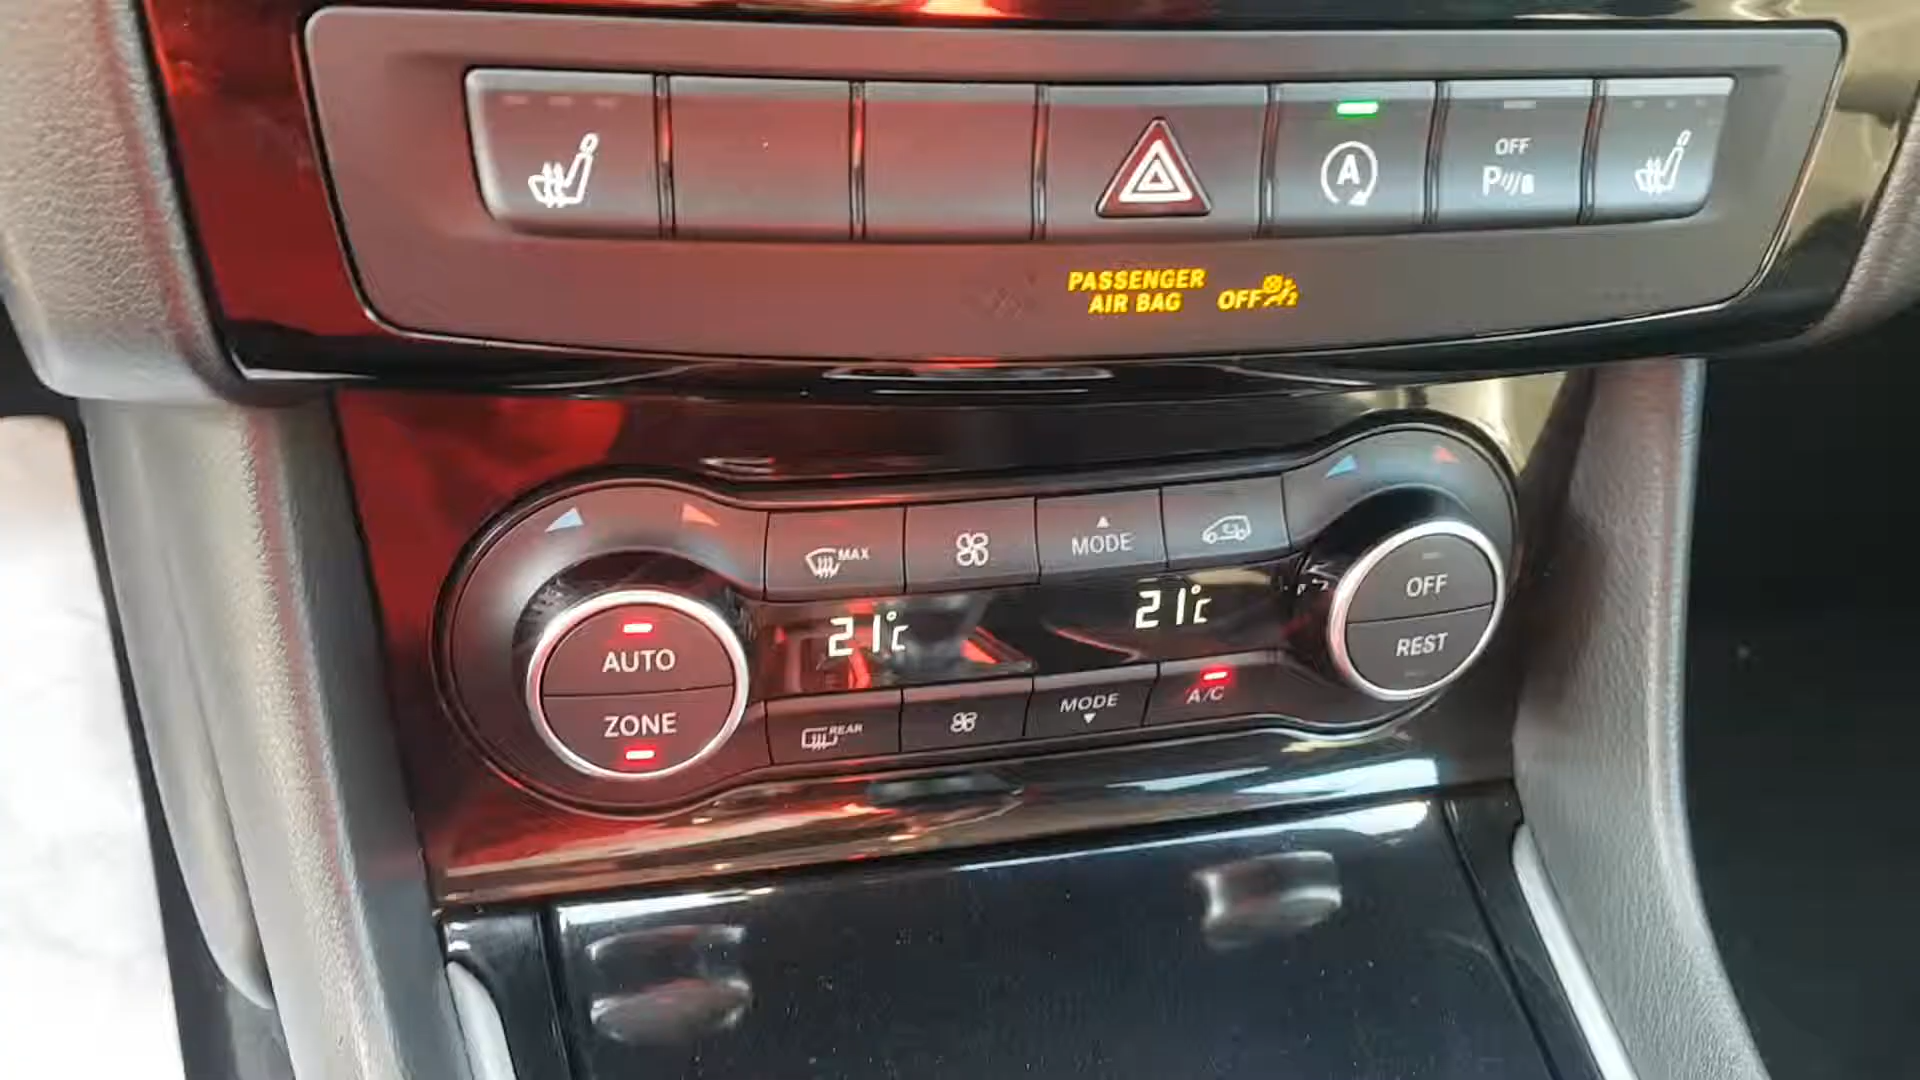 A
OFF
P
PASSENGER
AIR BAG OFF
MAX
MODE
21°c
21°c
OFF
REST
AUTO
ZONE
REAR
MODE
A/C